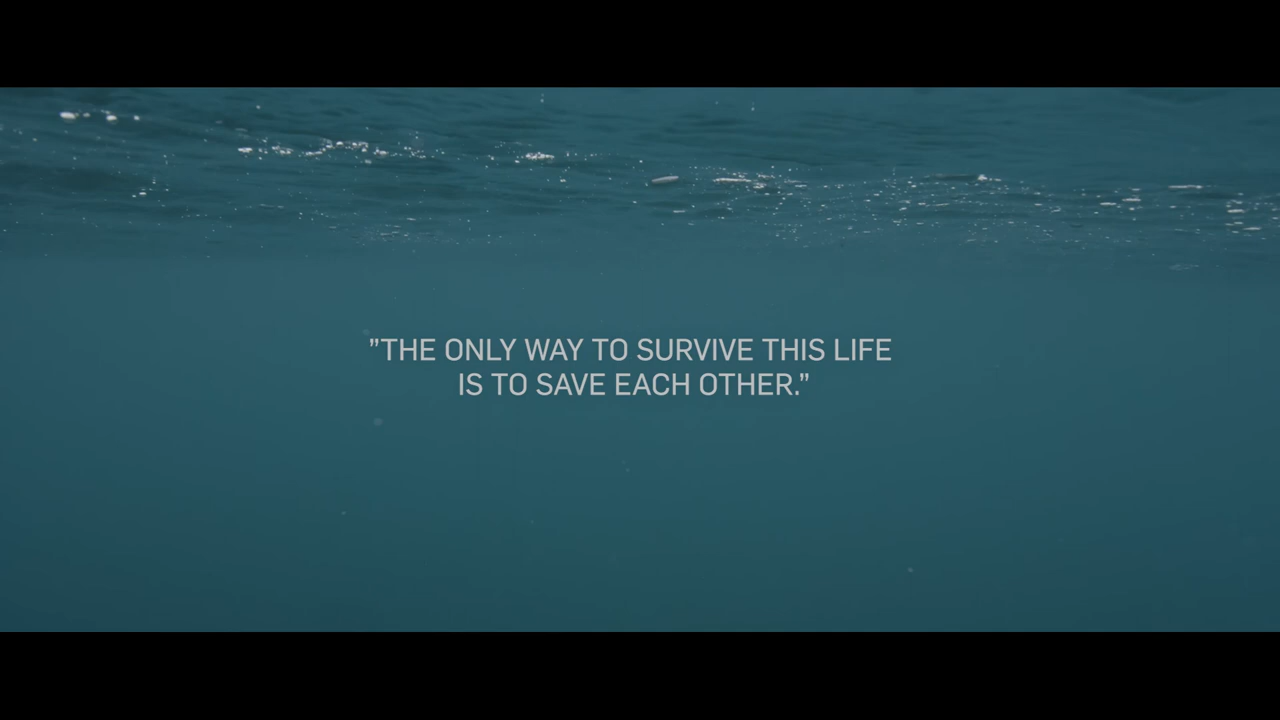 ”THE ONLY WAY TO SURVIVE THIS LIFE
IS TO SAVE EACH OTHER.”